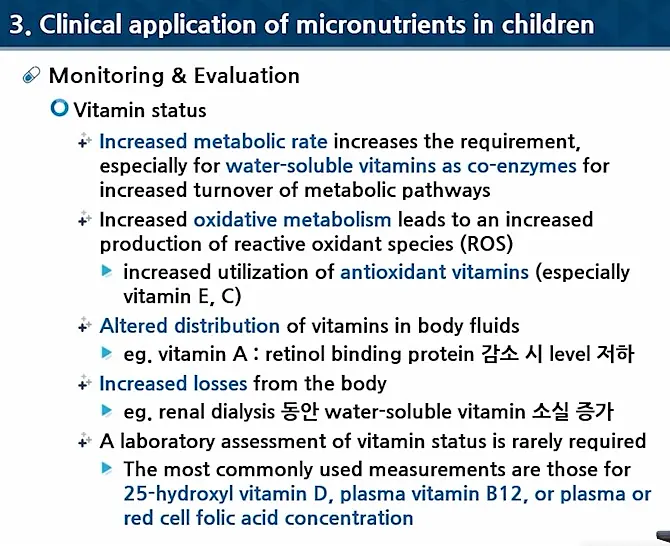 3. Clinical application of micronutrients in children
Monitoring & Evaluation
Vitamin status
Increased metabolic rate increases the requirement,
especially for water-soluble vitamins as co-enzymes for
increased turnover of metabolic pathways
Increased oxidative metabolism leads to an increased
production of reactive oxidant species (ROS)
increased utilization of antioxidant vitamins (especially
vitamin E, C)
Altered distribution of vitamins in body fluids
eg. vitamin A : retinol binding protein 감소 시 level 저하
Increased losses from the body
eg. renal dialysis 동안 water-soluble vitamin 소실 증가
A laboratory assessment of vitamin status is rarely required
The most commonly used measurements are those for
25-hydroxyl vitamin D, plasma vitamin B12, or plasma or
red cell folic acid concentration